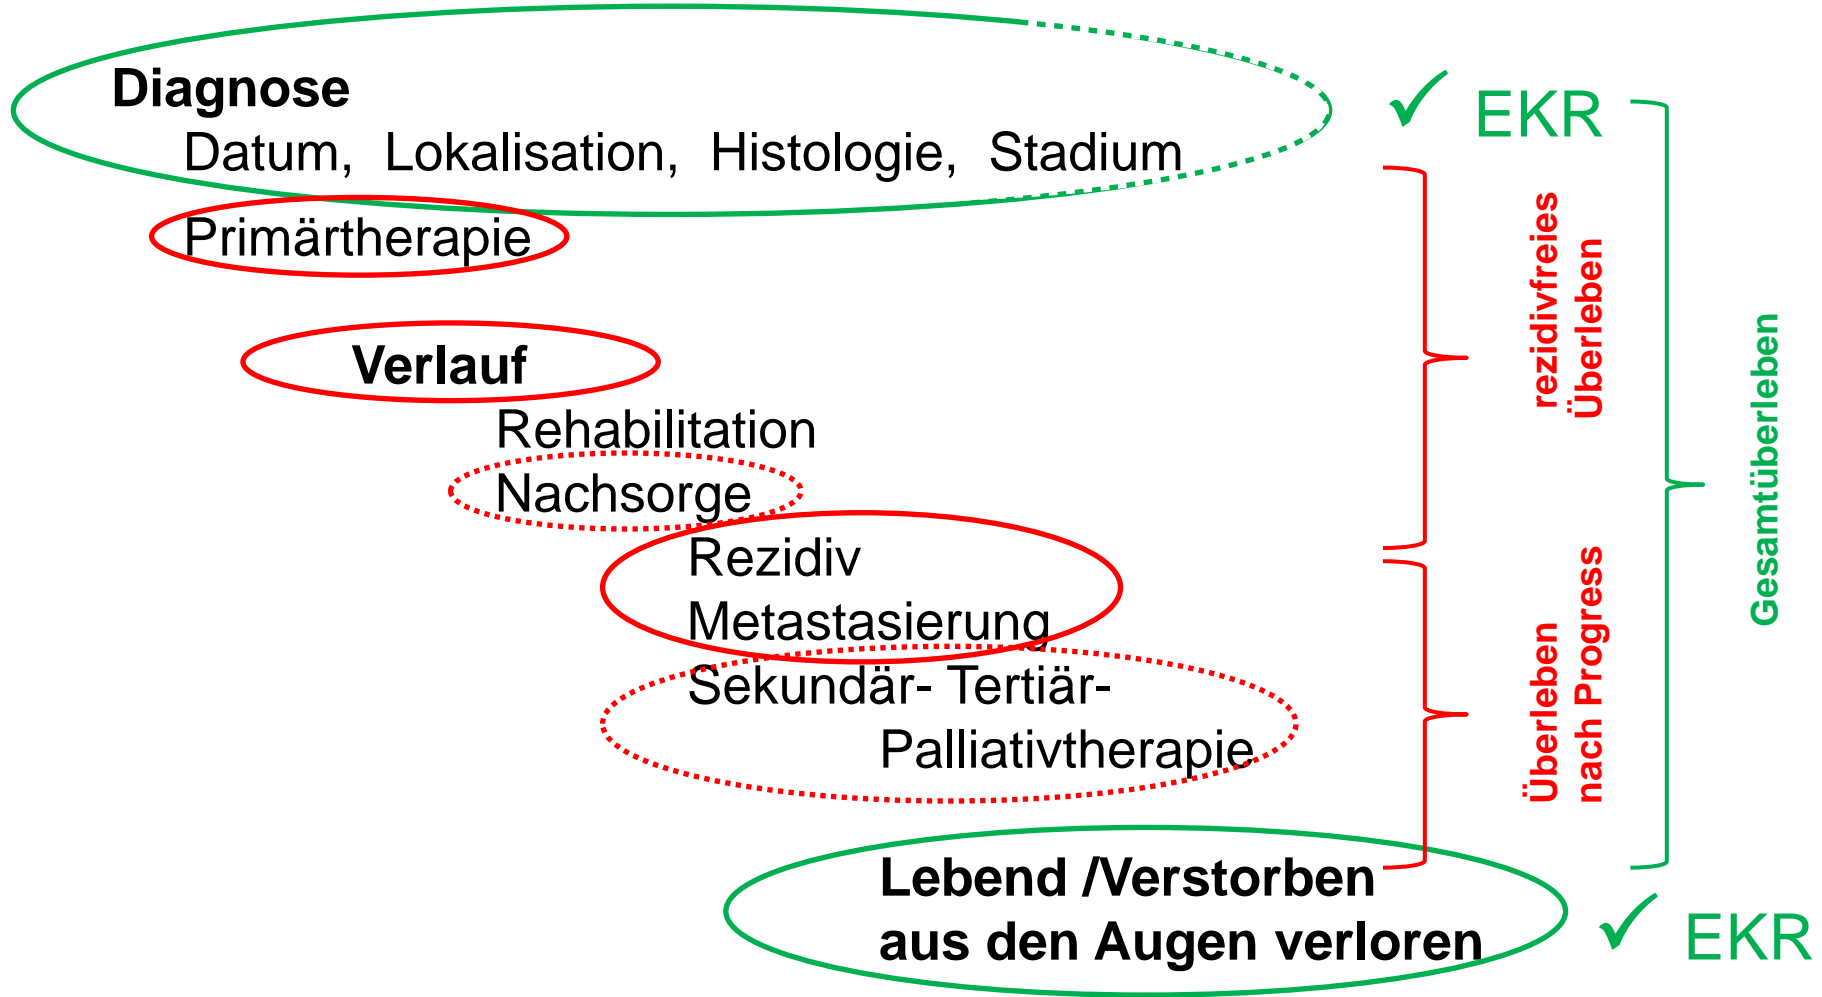 Diagnose
Datum, Lokalisation, Histologie, Stadium
✓ EKR
Primärtherapie
Verlauf
Rehabilitation
Nachsorge
Rezidiv
Metastasierung
Sekundär- Tertiär-
Palliativtherapie
Lebend /Verstorben
aus den Augen verloren
✓ EKR
rezidivfreies
Überleben
Überleben
nach Progress
Gesamtüberleben